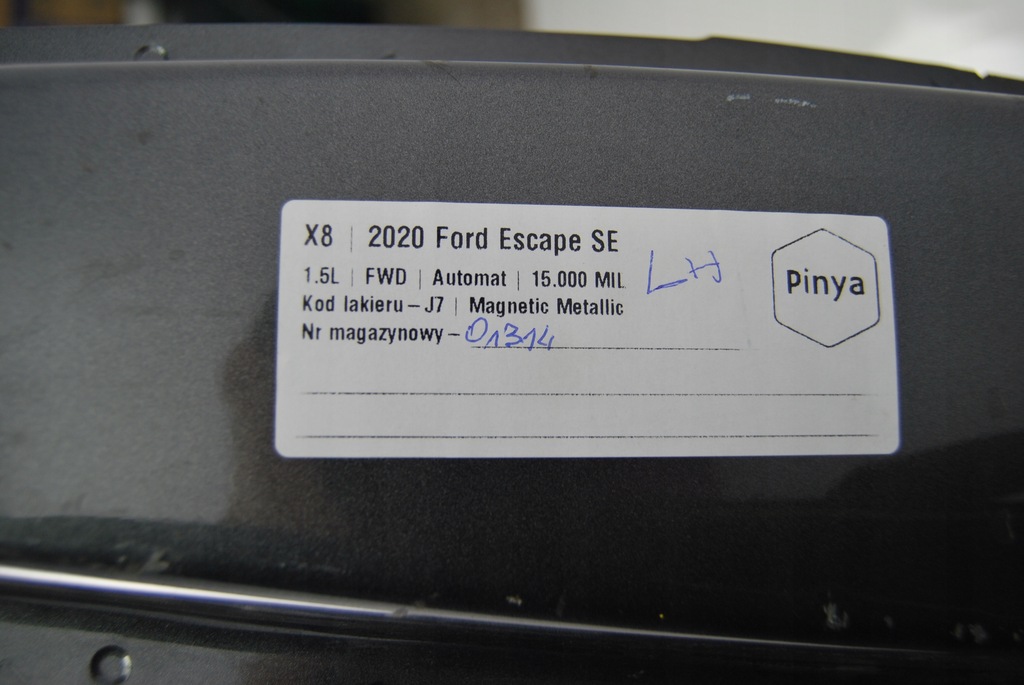 X8 | 2020 Ford Escape SE
1.5L | FWD | Automat | 15.000 MIL
LH
Kod lakieru – J7 | Magnetic Metallic
Nr magazynowy – 01314
Pinya